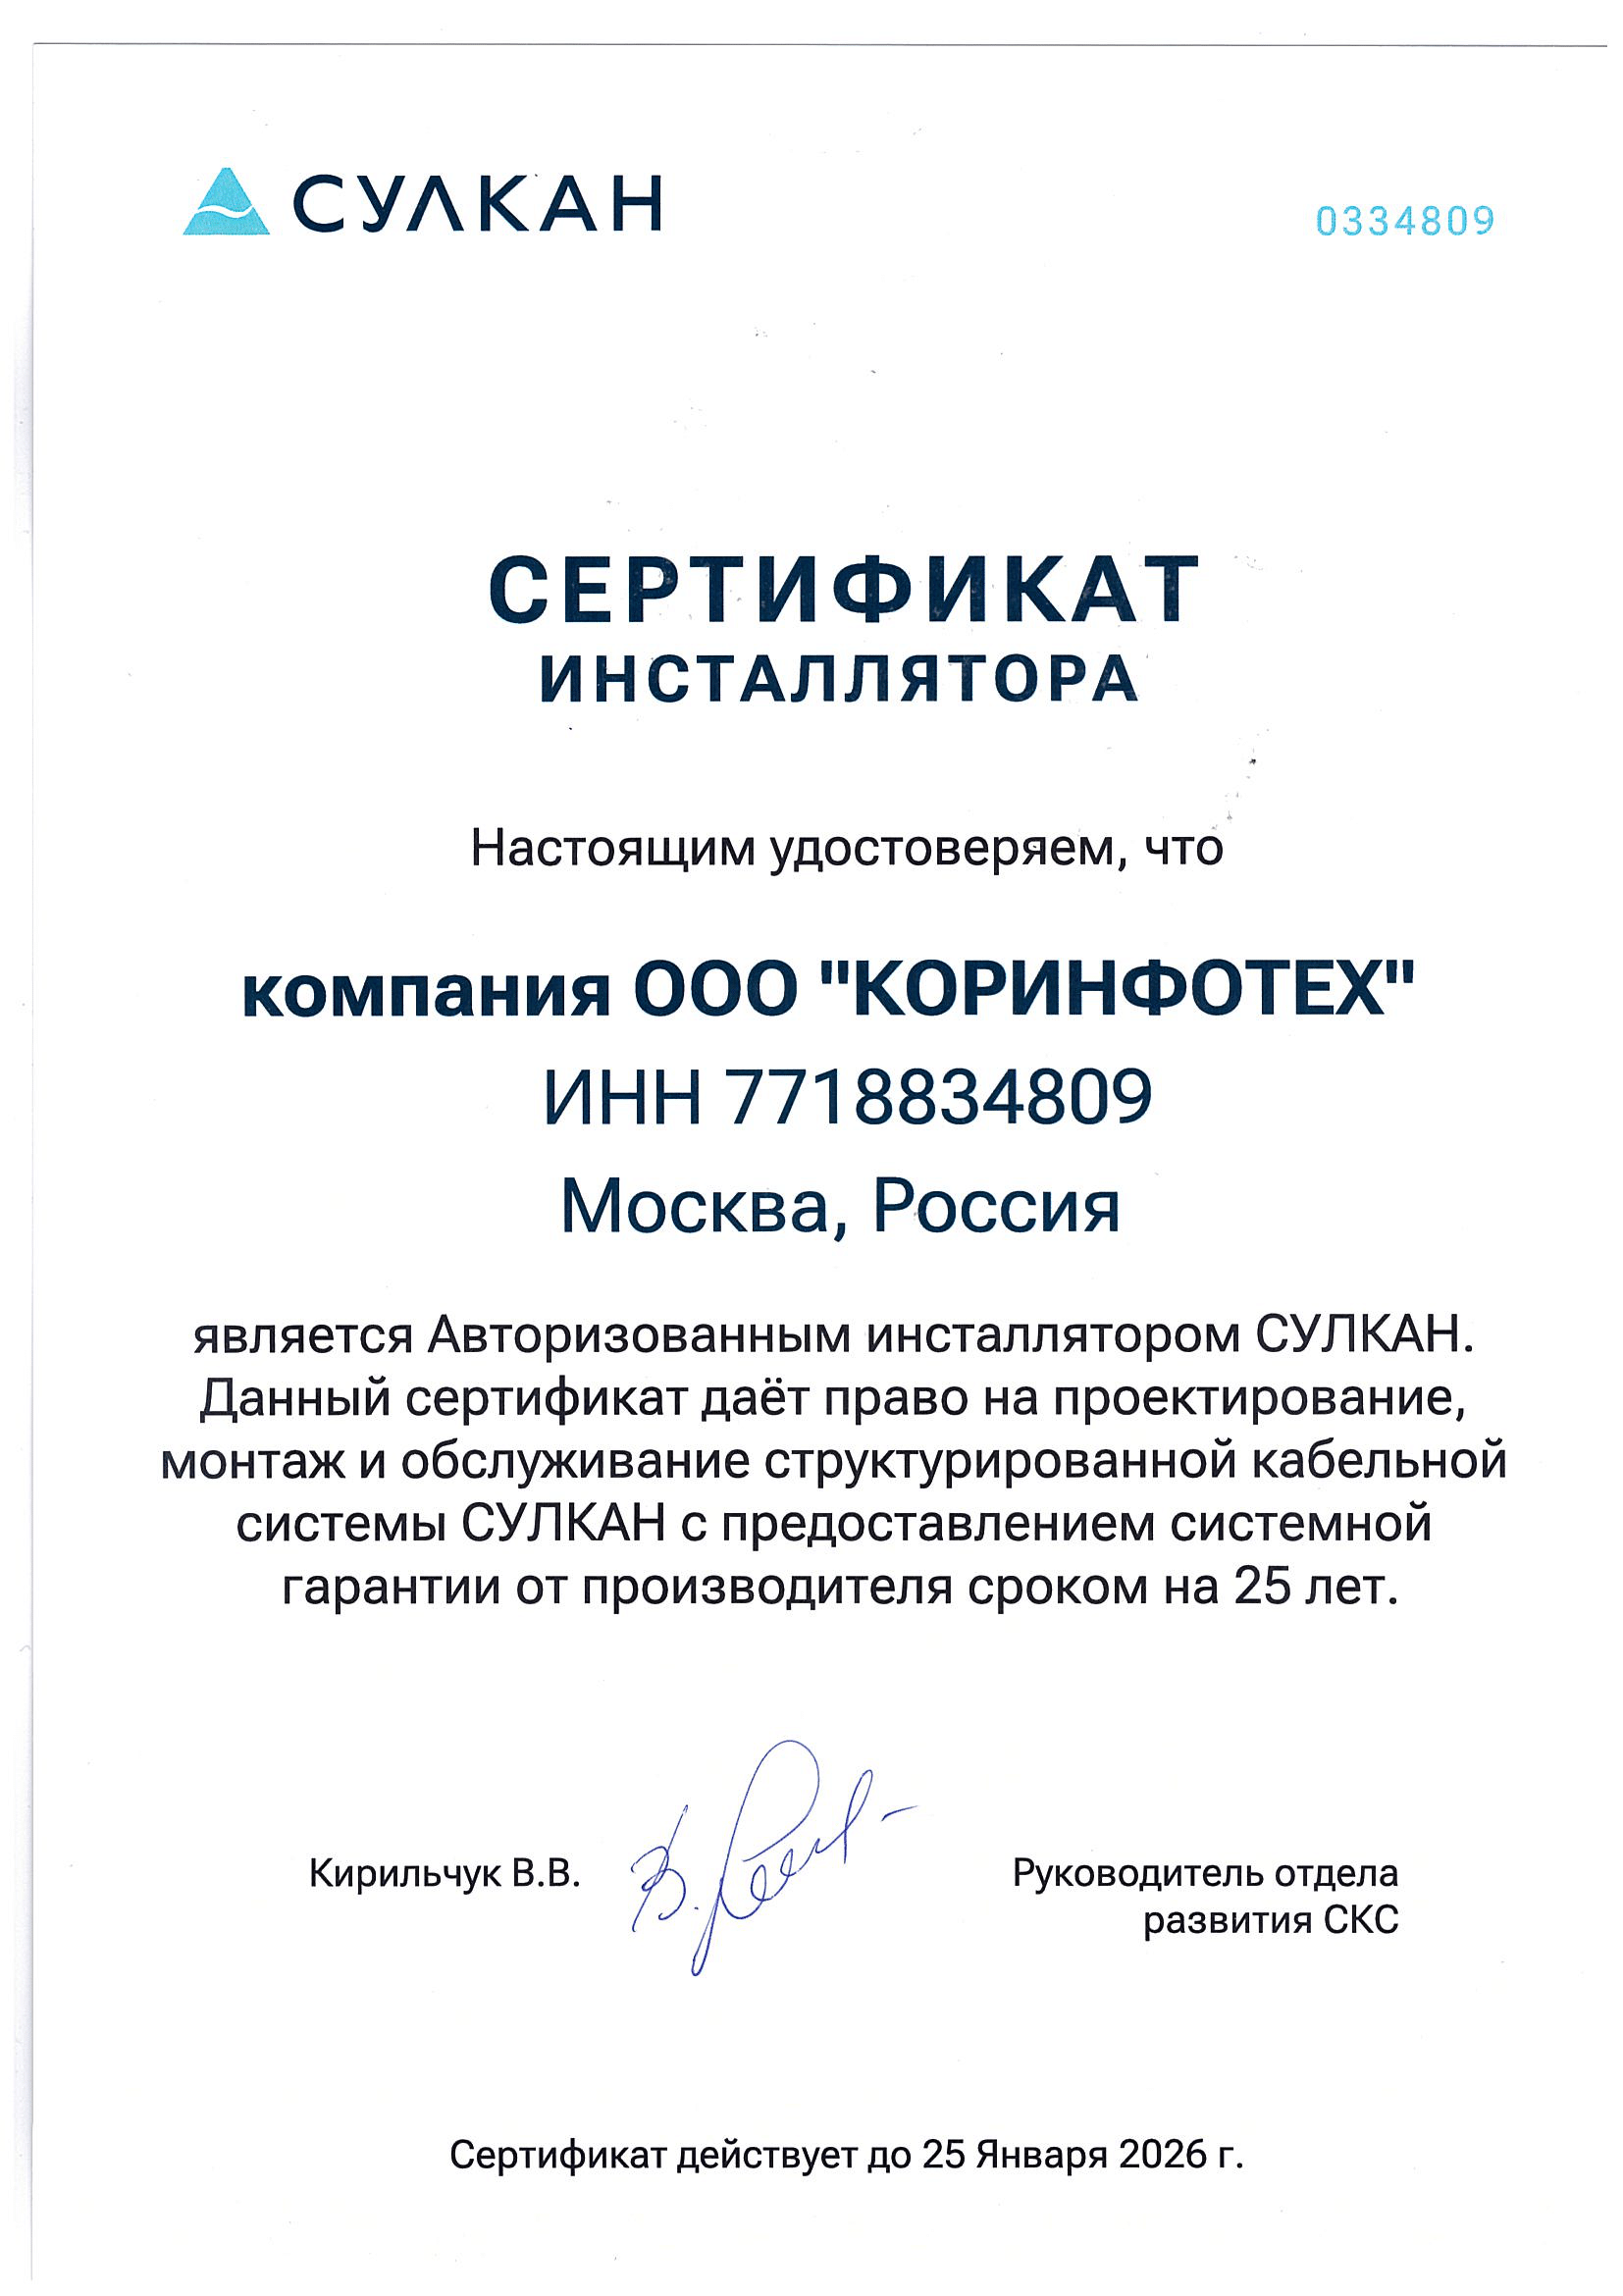 СУЛКАН
0334809
СЕРТИФИКАТ
ИНСТАЛЛЯТОРА
Настоящим удостоверяем, что
компания ООО "КОРИНФОТЕХ"
ИНН 7718834809
Москва, Россия
является Авторизованным инсталлятором СУЛКАН.
Данный сертификат даёт право на проектирование,
монтаж и обслуживание структурированной кабельной
системы СУЛКАН с предоставлением системной
гарантии от производителя сроком на 25 лет.
Кирильчук В.В.
Руководитель отдела
развития СКС
Сертификат действует до 25 Января 2026 г.